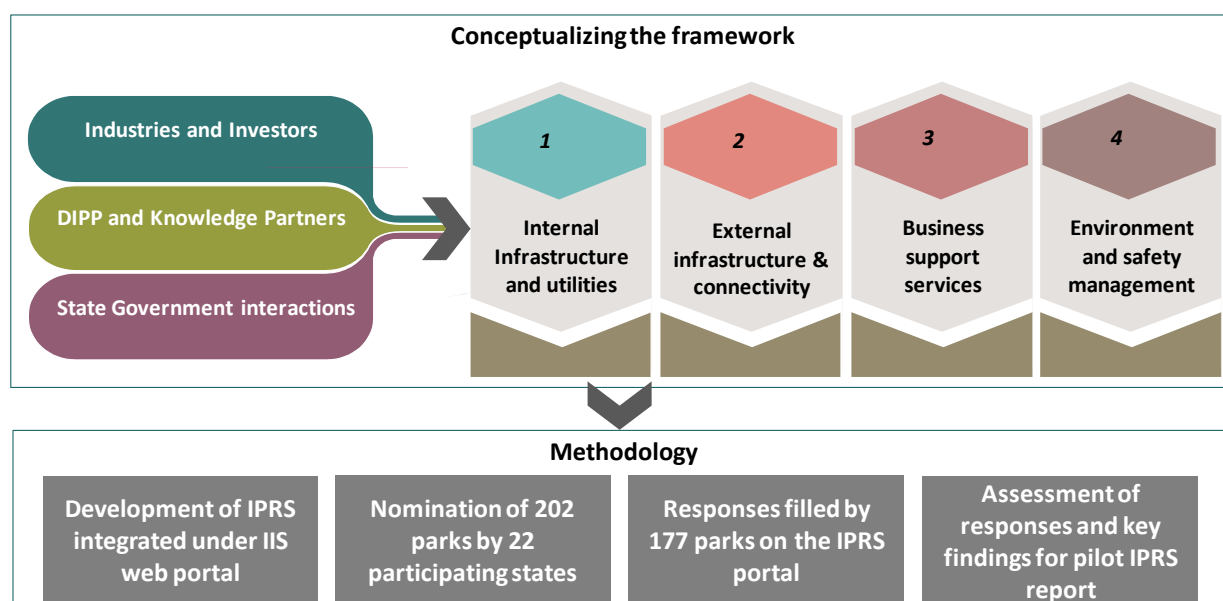 Conceptualizing the framework
Industries and Investors
DIPP and Knowledge Partners
State Government interactions
1
Internal
Infrastructure
and utilities
2
External
infrastructure &
connectivity
3
Business
support
services
4
Environment
and safety
management
Methodology
Development of IPRS
integrated under IIS
web portal
Nomination of 202
parks by 22
participating states
Responses filled by
177 parks on the IPRS
portal
Assessment of
responses and key
findings for pilot IPRS
report